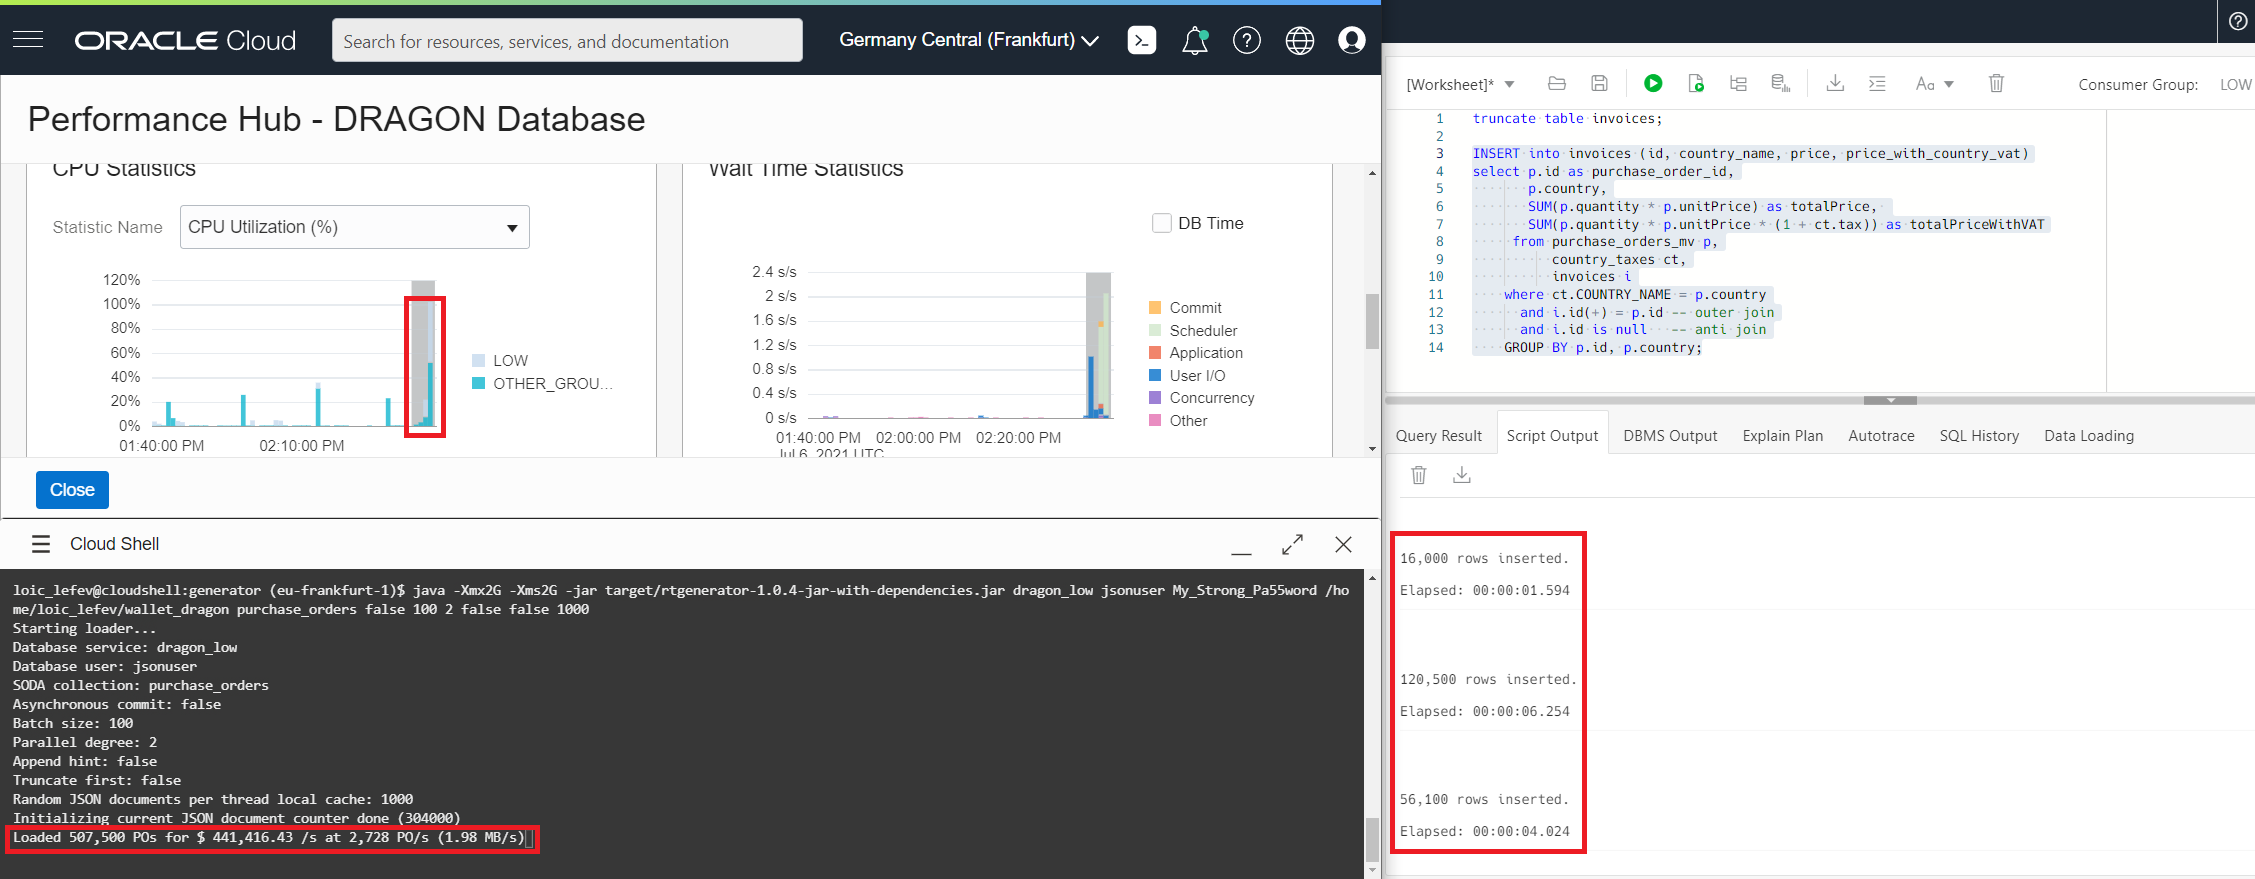 ORACLE Cloud
Search for resources, services, and documentation
Germany Central (Frankfurt)
Performance Hub - DRAGON Database
CPU Statistics
Statistic Name
CPU Utilization (%)
120%
100%
80%
60%
40%
20%
0%
01:40:00 PM 02:10:00 PM
LOW
OTHER_GROU...
Wait Time Statistics
DB Time
2.4 s/s
2 s/s
1.6 s/s
1.2 s/s
0.8 s/s
0.4 s/s
0 s/s
01:40:00 PM 02:00:00 PM 02:20:00 PM
Jul 6, 2021 UTC
Commit
Scheduler
Application
User I/O
Concurrency
Other
Close
Cloud Shell
loic_lefev@cloudshell:generator (eu-frankfurt-1)$ java -Xmx2G -Xms2G -jar target/rtgenerator-1.0.4-jar-with-dependencies.jar dragon_low jsonuser My_Strong_Pa55word /ho
me/loic_lefev/wallet_dragon purchase_orders false 100 2 false false 1000
Starting loader...
Database service: dragon_low
Database user: jsonuser
SODA collection: purchase_orders
Asynchronous commit: false
Batch size: 100
Parallel degree: 2
Append hint: false
Truncate first: false
Random JSON documents per thread local cache: 1000
Initializing current JSON document counter done (304000)
Loaded 507,500 POs for $ 441,416.43 /s at 2,728 PO/s (1.98 MB/s)
[Worksheet]*
Aa
Consumer Group: LOW
1 truncate table invoices;
2
3 INSERT into invoices (id, country_name, price, price_with_country_vat)
4 select p.id as purchase_order_id,
5 p.country,
6 SUM(p.quantity * p.unitPrice) as totalPrice,
7 SUM(p.quantity * p.unitPrice * (1 + ct.tax)) as totalPriceWithVAT
8 from purchase_orders_mv p,
9 country_taxes ct,
10 invoices i
11 where ct.COUNTRY_NAME = p.country
12 and i.id(+) = p.id -- outer join
13 and i.id is null -- anti join
14 GROUP BY p.id, p.country;
Query Result Script Output DBMS Output Explain Plan Autotrace SQL History Data Loading
16,000 rows inserted.
Elapsed: 00:00:01.594
120,500 rows inserted.
Elapsed: 00:00:06.254
56,100 rows inserted.
Elapsed: 00:00:04.024